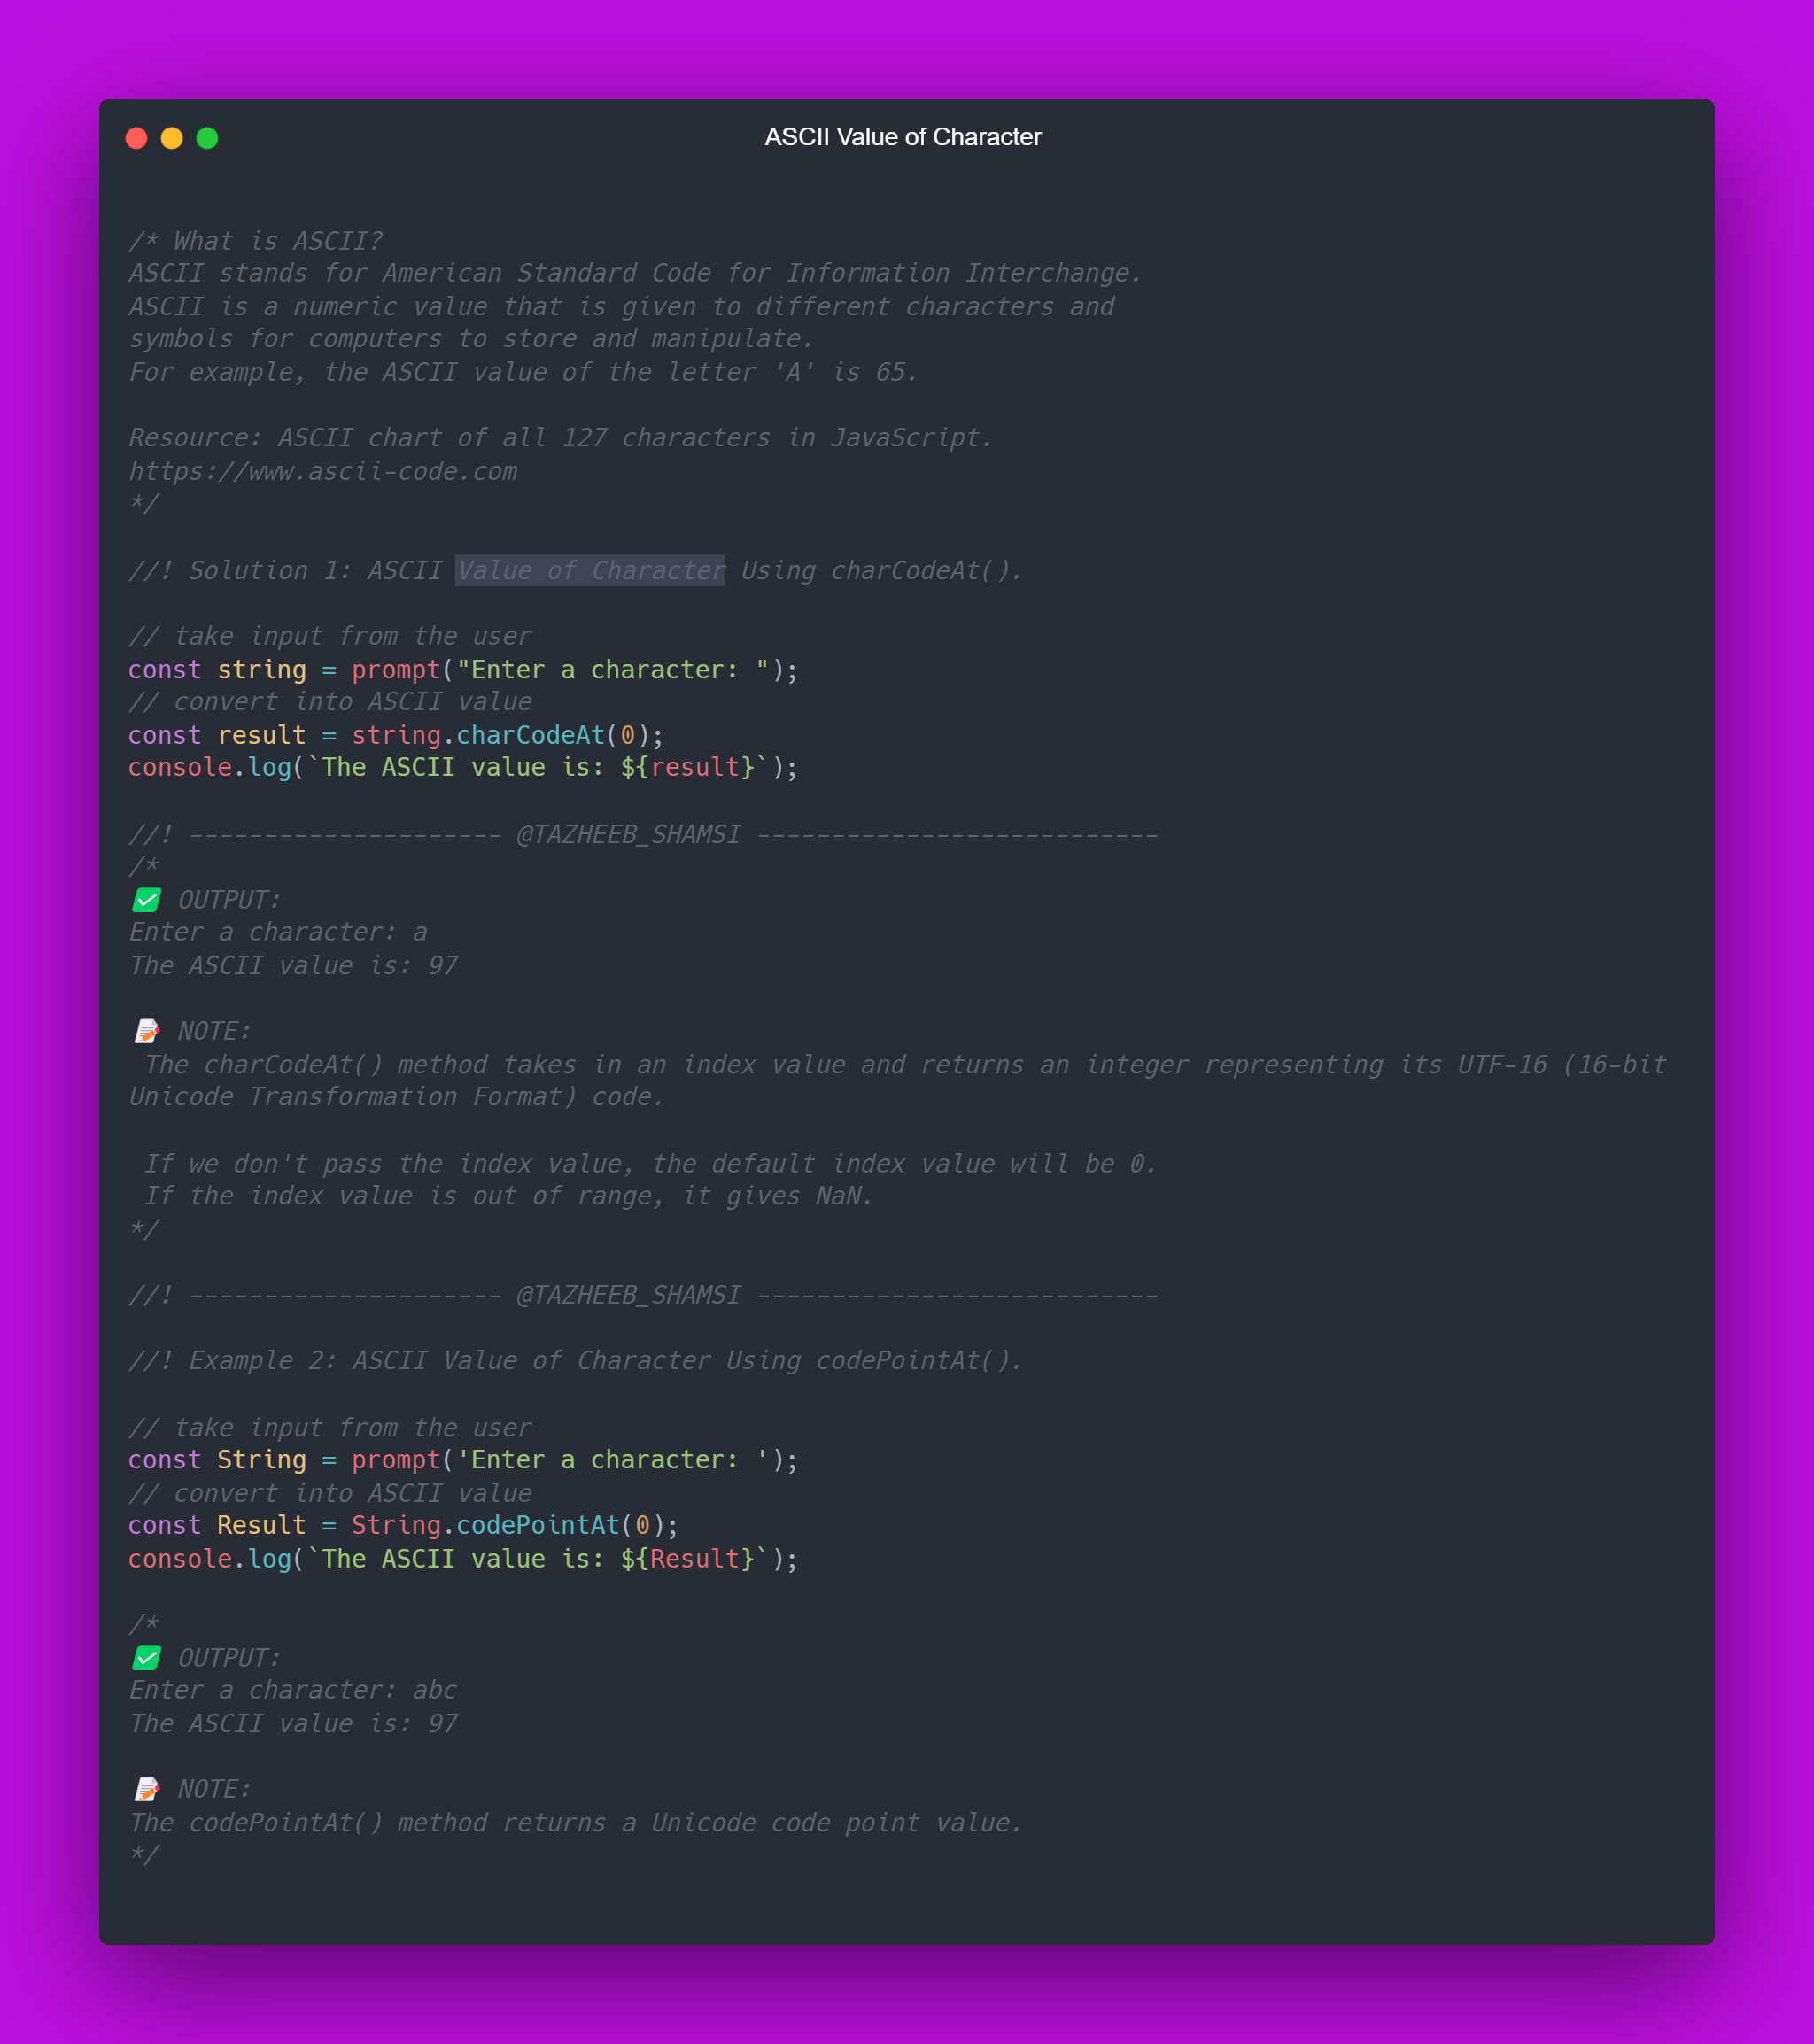 ASCII Value of Character
/* What is ASCII?
ASCII stands for American Standard Code for Information Interchange.
ASCII is a numeric value that is given to different characters and
symbols for computers to store and manipulate.
For example, the ASCII value of the letter 'A' is 65.
Resource: ASCII chart of all 127 characters in JavaScript.
https://www.ascii-code.com
*/
//! Solution 1: ASCII Value of Character Using charCodeAt().
// take input from the user
const string = prompt("Enter a character: ");
// convert into ASCII value
const result = string.charCodeAt(0);
console.log(`The ASCII value is: ${result}`);
//! --------------------- @TAZHEEB_SHAMSI ---------------------------
/*
✅ OUTPUT:
Enter a character: a
The ASCII value is: 97
📝 NOTE:
The charCodeAt() method takes in an index value and returns an integer representing its UTF-16 (16-bit
Unicode Transformation Format) code.
If we don't pass the index value, the default index value will be 0.
If the index value is out of range, it gives NaN.
*/
//! --------------------- @TAZHEEB_SHAMSI ---------------------------
//! Example 2: ASCII Value of Character Using codePointAt().
// take input from the user
const String = prompt('Enter a character: ');
// convert into ASCII value
const Result = String.codePointAt(0);
console.log(`The ASCII value is: ${Result}`);
/*
✅ OUTPUT:
Enter a character: abc
The ASCII value is: 97
📝 NOTE:
The codePointAt() method returns a Unicode code point value.
*/